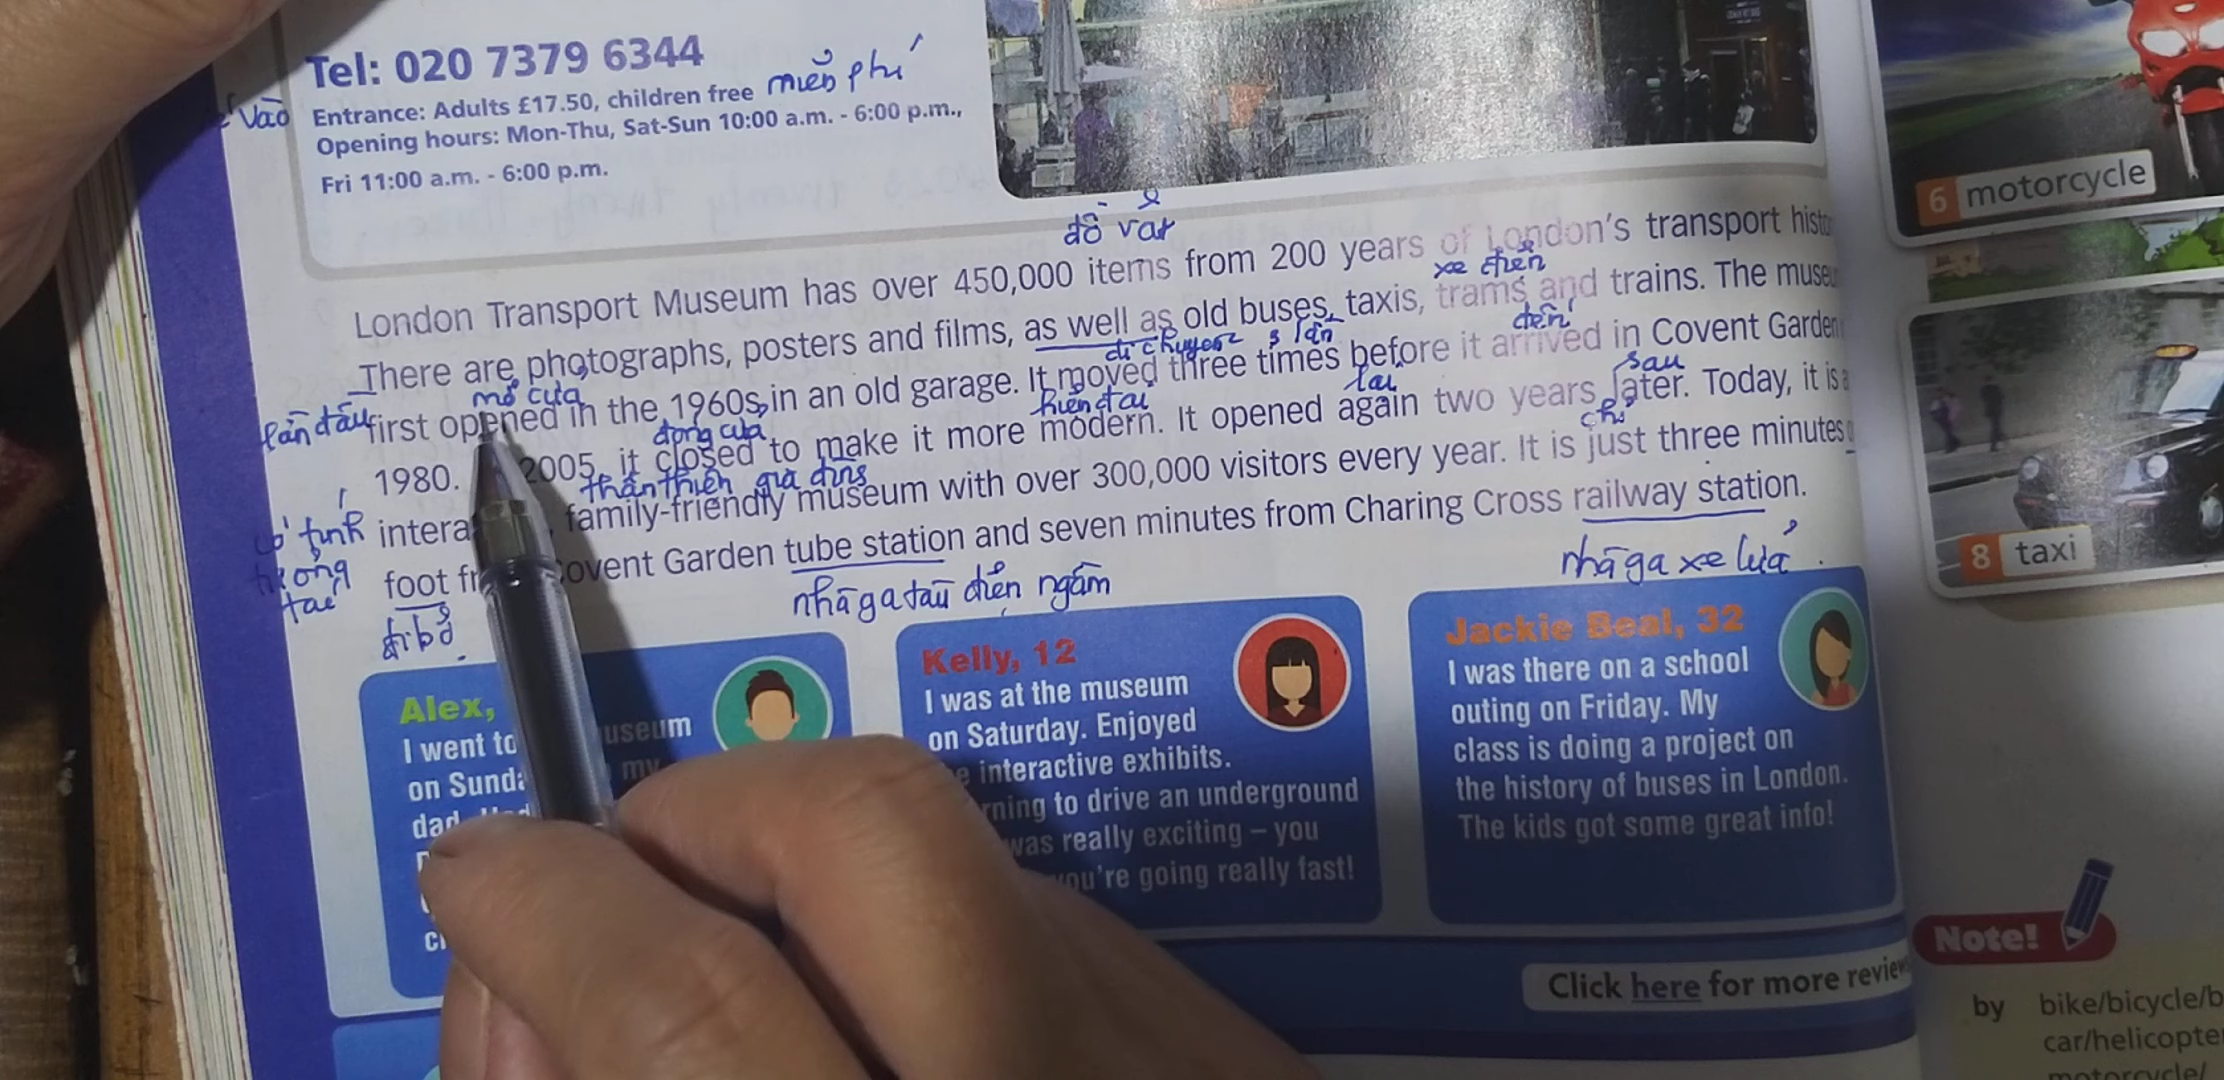 Tel: 020 7379 6344
miễn phí
Vào
Entrance: Adults £17.50, children free
Opening hours: Mon-Thu, Sat-Sun 10:00 a.m. - 6:00 p.m.,
Fri 11:00 a.m. - 6:00 p.m.
đồ vật
London Transport Museum has over 450,000 items from 200 years of London's transport
xe điện
There are photographs, posters and films, as well as old buses, taxis, trams and trains. The
di chuyển 3 lần đến
lần đầu mở cửa
first opened in the 1960s, in an old garage. It moved three times before it arrived in Covent Garden
đóng cửa hiện đại lại sau
1980. 2005, it closed to make it more modern. It opened again two years later. Today, it is
thân thiện gia đình chỉ
có tính
tương
tác
family-friendly museum with over 300,000 visitors every year. It is just three minutes
foot Covent Garden tube station and seven minutes from Charing Cross railway station.
đi bộ
nhà ga tàu điện ngầm
nhà ga xe lửa
Alex,
I went to useum
on my
dad
Kelly, 12
I was at the museum
on Saturday. Enjoyed
interactive exhibits.
to drive an underground
was really exciting – you
you're going really fast!
Jackie Beal, 32
I was there on a school
outing on Friday. My
class is doing a project on
the history of buses in London.
The kids got some great info!
Click here for more
6 motorcycle
8 taxi
Note!
by bike/bicycle/b